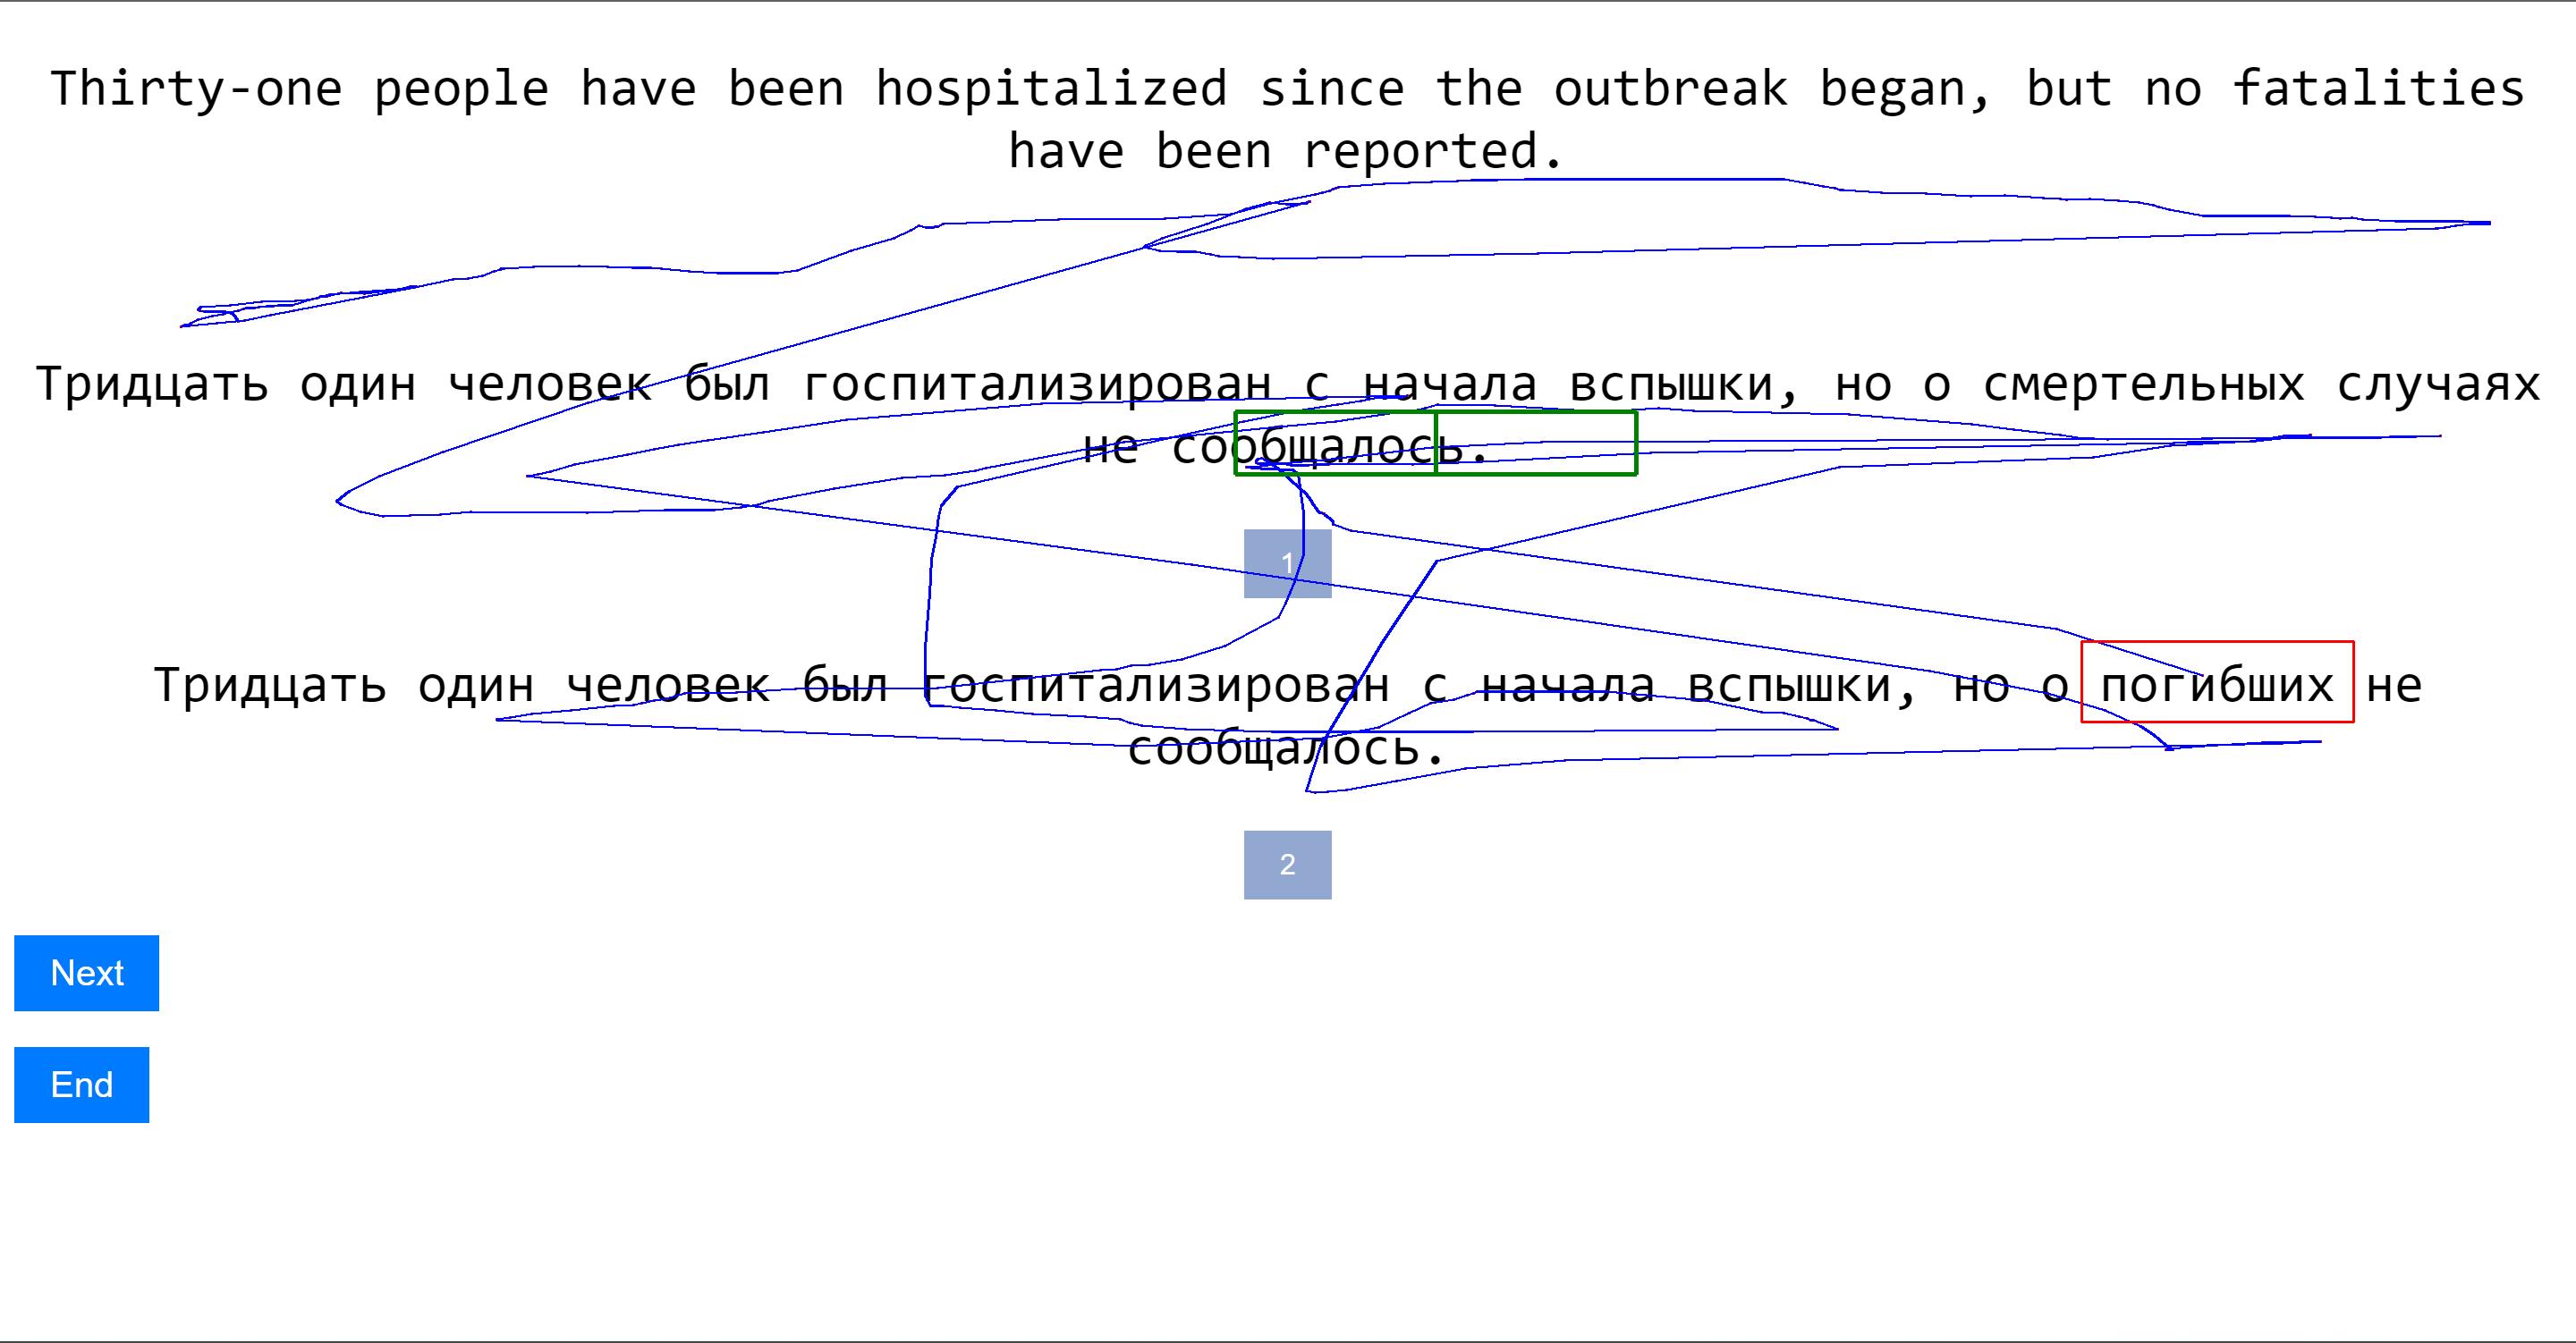 Thirty-one people have been hospitalized since the outbreak began, but no fatalities
have been reported.
Тридцать один человек был госпитализирован с начала вспышки, но о смертельных случаях
не сообщалось.
1
Тридцать один человек был госпитализирован с начала вспышки, но о погибших не
сообщалось.
2
Next
End